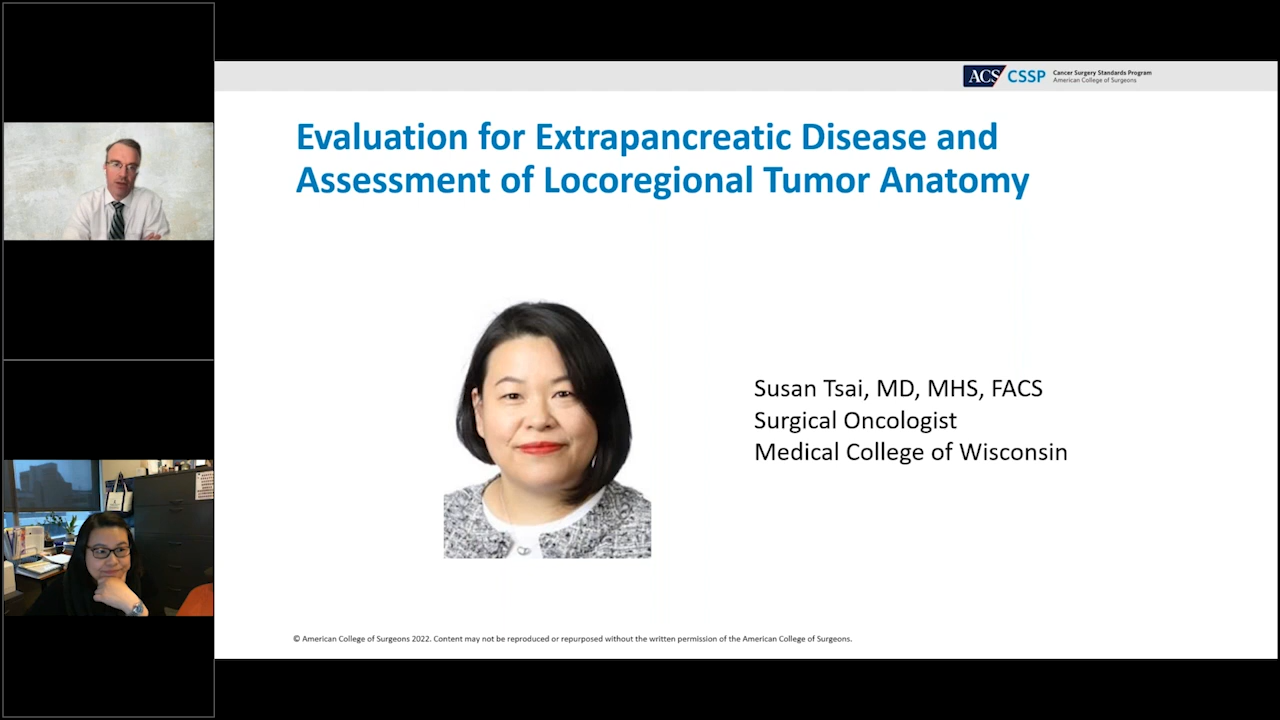 ACS CSSP Cancer Surgery Standards Program
American College of Surgeons
Evaluation for Extrapancreatic Disease and
Assessment of Locoregional Tumor Anatomy
Susan Tsai, MD, MHS, FACS
Surgical Oncologist
Medical College of Wisconsin
© American College of Surgeons 2022. Content may not be reproduced or repurposed without the written permission of the American College of Surgeons.